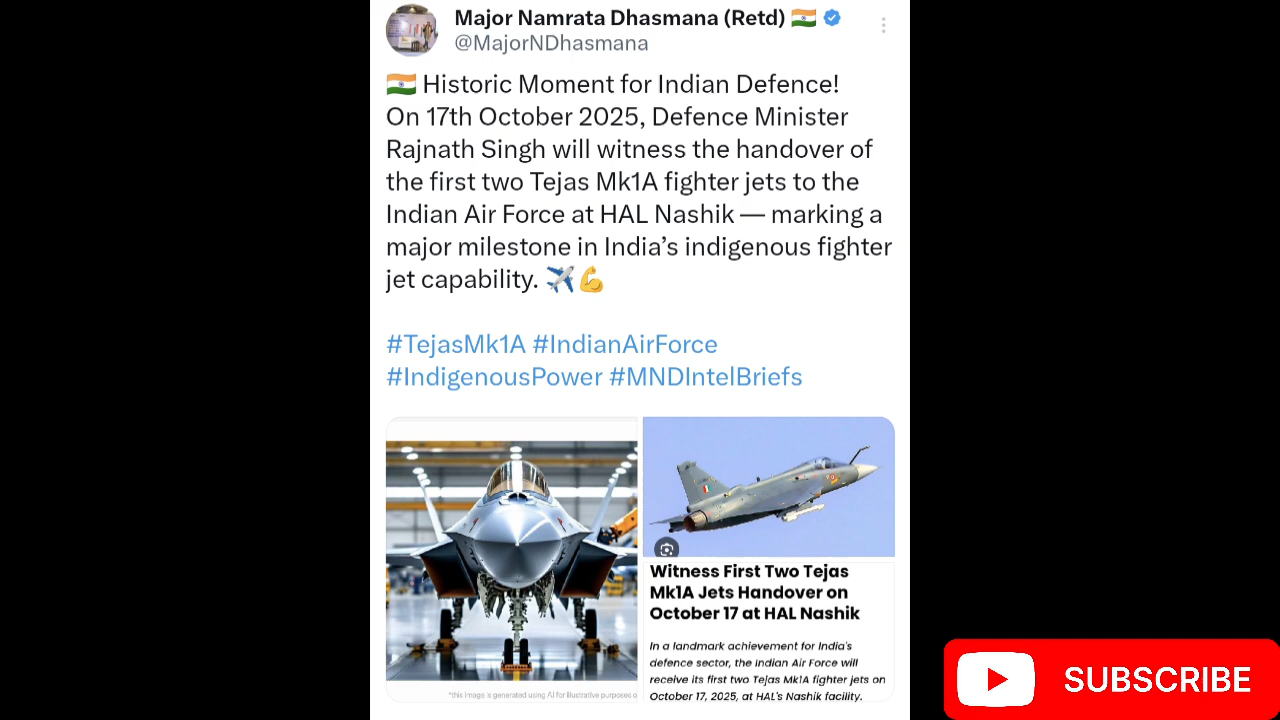 Major Namrata Dhasmana (Retd) 🇮🇳
@MajorNDhasmana
🇮🇳 Historic Moment for Indian Defence!
On 17th October 2025, Defence Minister
Rajnath Singh will witness the handover of
the first two Tejas Mk1A fighter jets to the
Indian Air Force at HAL Nashik — marking a
major milestone in India’s indigenous fighter
jet capability. ✈️💪
#TejasMk1A #IndianAirForce
#IndigenousPower #MNDIntelBriefs
*this image is generated using AI for illustrative purposes o
Witness First Two Tejas
Mk1A Jets Handover on
October 17 at HAL Nashik
In a landmark achievement for India's
defence sector, the Indian Air Force will
receive its first two Tejas Mk1A fighter jets on
October 17, 2025, at HAL's Nashik facility.
SUBSCRIBE